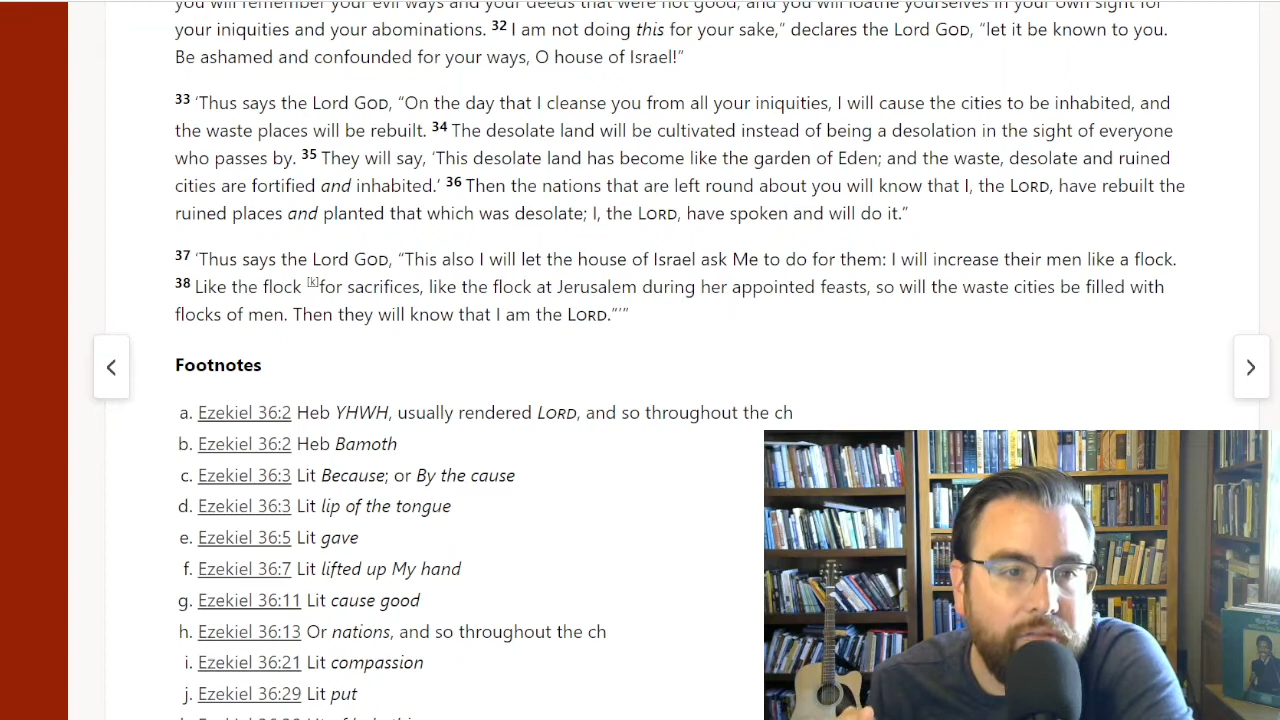 you will remember your evil ways and your deeds that were not good, and you will loathe yourselves in your own sight for
your iniquities and your abominations. 32 I am not doing this for your sake,” declares the Lord GOD, “let it be known to you.
Be ashamed and confounded for your ways, O house of Israel!”
33 ‘Thus says the Lord GOD, “On the day that I cleanse you from all your iniquities, I will cause the cities to be inhabited, and
the waste places will be rebuilt. 34 The desolate land will be cultivated instead of being a desolation in the sight of everyone
who passes by. 35 They will say, ‘This desolate land has become like the garden of Eden; and the waste, desolate and ruined
cities are fortified and inhabited.’ 36 Then the nations that are left round about you will know that I, the LORD, have rebuilt the
ruined places and planted that which was desolate; I, the LORD, have spoken and will do it.”
37 ‘Thus says the Lord GOD, “This also I will let the house of Israel ask Me to do for them: I will increase their men like a flock.
38 Like the flock [k]for sacrifices, like the flock at Jerusalem during her appointed feasts, so will the waste cities be filled with
flocks of men. Then they will know that I am the LORD.”’”
Footnotes
a. Ezekiel 36:2 Heb YHWH, usually rendered LORD, and so throughout the ch
b. Ezekiel 36:2 Heb Bamoth
c. Ezekiel 36:3 Lit Because; or By the cause
d. Ezekiel 36:3 Lit lip of the tongue
e. Ezekiel 36:5 Lit gave
f. Ezekiel 36:7 Lit lifted up My hand
g. Ezekiel 36:11 Lit cause good
h. Ezekiel 36:13 Or nations, and so throughout the ch
i. Ezekiel 36:21 Lit compassion
j. Ezekiel 36:29 Lit put